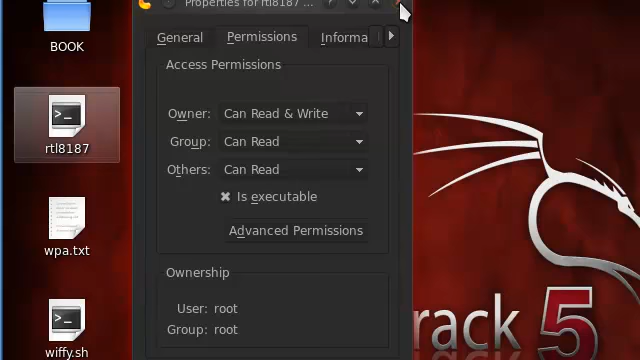 Properties for rtl8187 ...
BOOK
General
Permissions
Informa
Access Permissions
Owner:
Can Read & Write
Group:
Can Read
Others:
Can Read
Is executable
Advanced Permissions
Ownership
User: root
Group: root
rtl8187
wpa.txt
wiffy.sh
rack 5